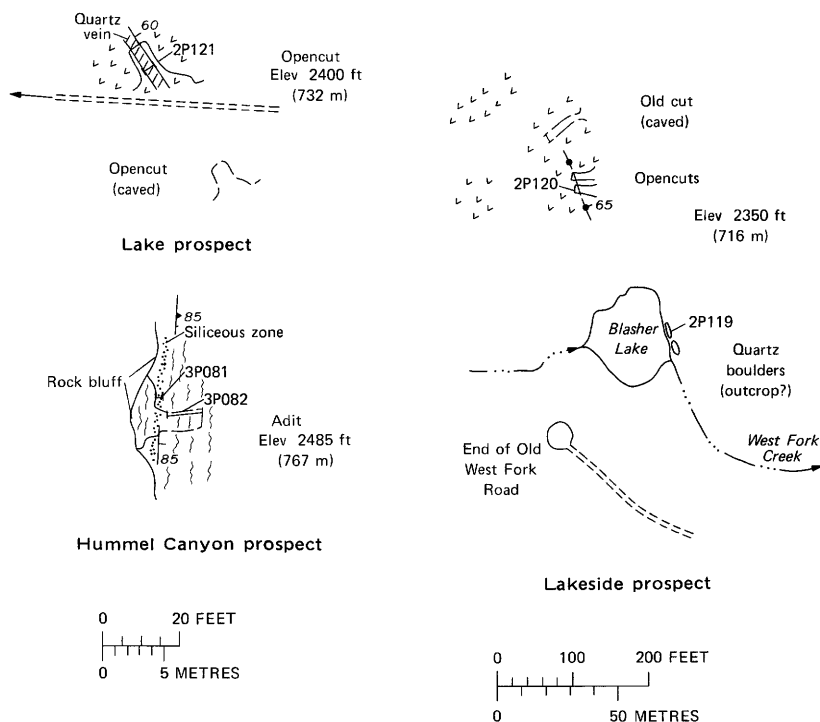 Quartz
vein
60
2P121
Opencut
Elev 2400 ft
(732 m)
Opencut
(caved)
Lake prospect
Old cut
(caved)
2P120
Opencuts
65
Elev 2350 ft
(716 m)
85
Siliceous zone
Rock bluff
3P081
3P082
Adit
Elev 2485 ft
(767 m)
85
Hummel Canyon prospect
Blasher
Lake
2P119
Quartz
boulders
(outcrop?)
End of Old
West Fork
Road
West Fork
Creek
Lakeside prospect
0 20 FEET
0 5 METRES
0 100 200 FEET
0 50 METRES